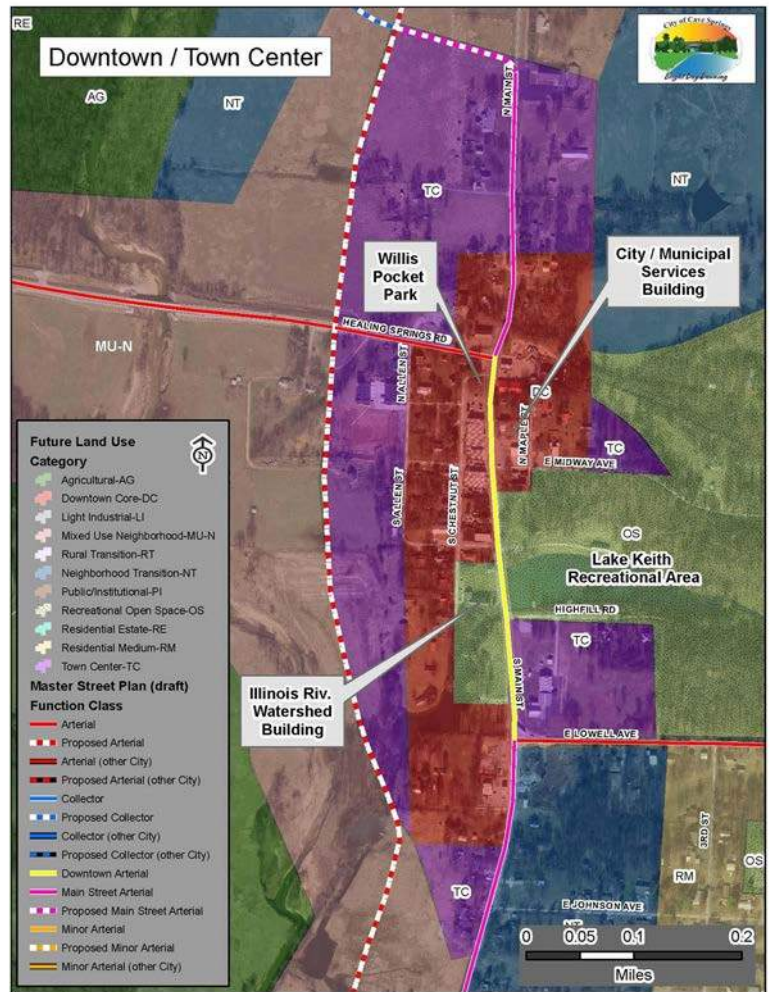 RE
Downtown / Town Center
City of Cave Springs
AG
NT
N MAIN ST
TC
NT
Willis
Pocket
Park
City / Municipal
Services
Building
HEALING SPRINGS RD
MU-N
N ALLEN ST
DC
N MAPLE ST
TC
E MIDWAY AVE
S ALLEN ST
S CHESTNUT ST
OS
Lake Keith
Recreational Area
HIGHFILL RD
TC
S MAIN ST
Illinois Riv.
Watershed
Building
E LOWELL AVE
3RD ST
OS
RM
TC
E JOHNSON AVE
NT
Future Land Use
Category
N
Agricultural-AG
Downtown Core-DC
Light Industrial-LI
Mixed Use Neighborhood-MU-N
Rural Transition-RT
Neighborhood Transition-NT
Public/Institutional-PI
Recreational Open Space-OS
Residential Estate-RE
Residential Medium-RM
Town Center-TC
Master Street Plan (draft)
Function Class
Arterial
Proposed Arterial
Arterial (other City)
Proposed Arterial (other City)
Collector
Proposed Collector
Collector (other City)
Proposed Collector (other City)
Downtown Arterial
Main Street Arterial
Proposed Main Street Arterial
Minor Arterial
Proposed Minor Arterial
Minor Arterial (other City)
0 0.05 0.1 0.2
Miles